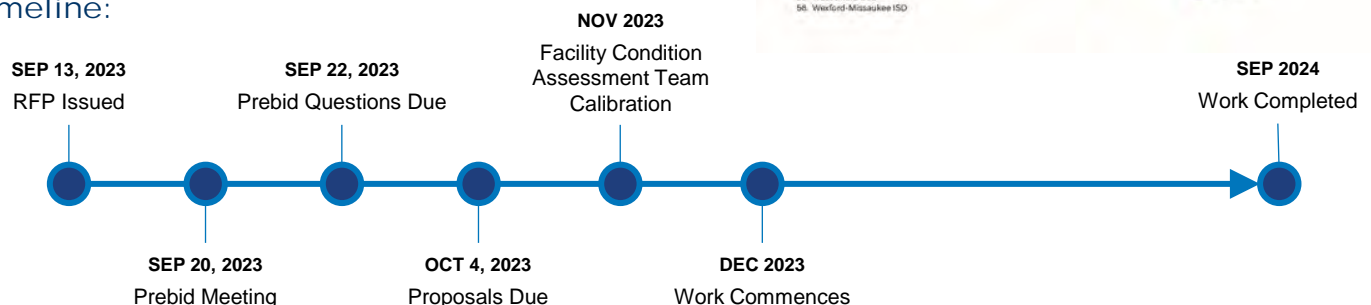 meline:
56. Wexford-Missaukee ISD
SEP 13, 2023
RFP Issued
SEP 20, 2023
Prebid Meeting
SEP 22, 2023
Prebid Questions Due
OCT 4, 2023
Proposals Due
NOV 2023
Facility Condition
Assessment Team
Calibration
DEC 2023
Work Commences
SEP 2024
Work Completed